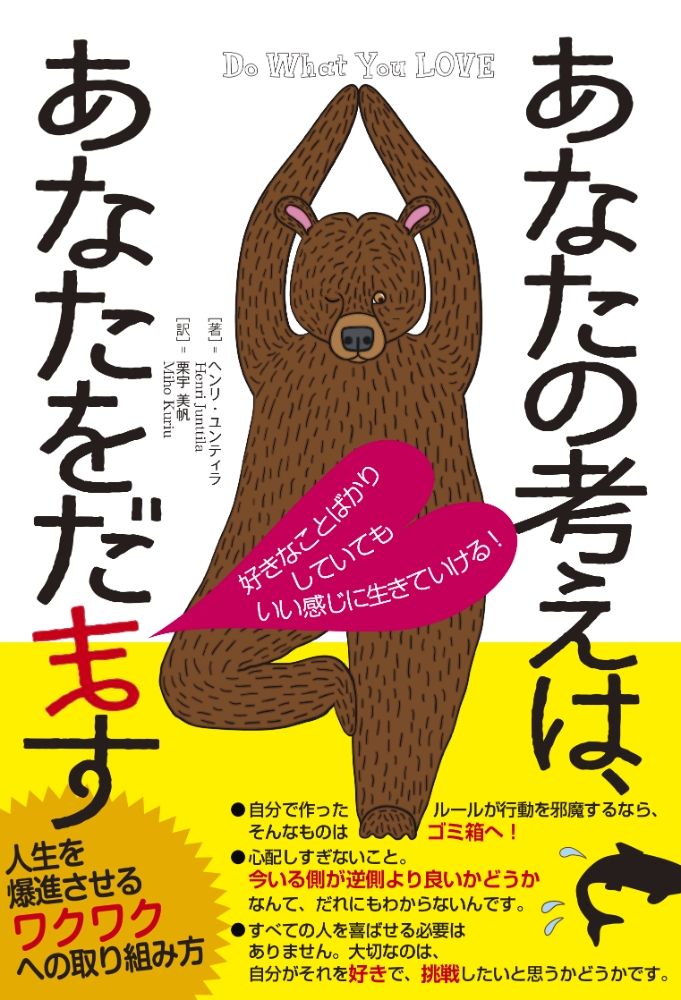 Do What You LOVE
あなたの考えは、
あなたをだます
[著]=ヘンリ・ユンティラ
Henri Junttila
[訳]=栗宇 美帆
Miho Kuriu
好きなことばかり
していても
いい感じに生きていける!
人生を
爆進させる
ワクワク
への取り組み方
●自分で作った ルールが行動を邪魔するなら、
そんなものは ゴミ箱へ!
●心配しすぎないこと。
今いる側が逆側より良いかどうか
なんて、だれにもわからないんです。
●すべての人を喜ばせる必要は
ありません。大切なのは、
自分がそれを好きで、挑戦したいと思うかどうかです。